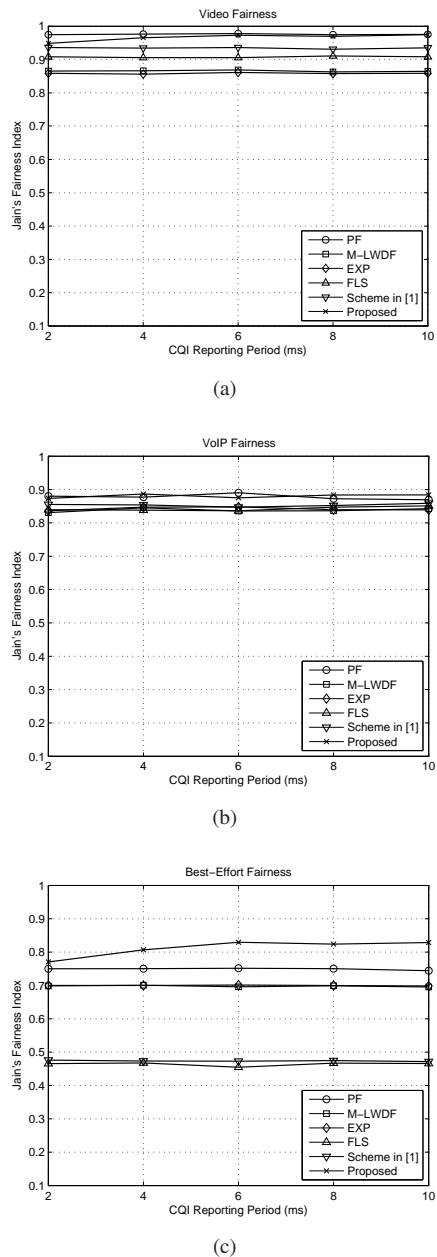 Video Fairness
1
0.9
0.8
0.7
0.6
0.5
0.4
0.3
0.2
0.1
Jain's Fairness Index
PF
M−LWDF
EXP
FLS
Scheme in [1]
Proposed
2 4 6 8 10
CQI Reporting Period (ms)
(a)
VoIP Fairness
1
0.9
0.8
0.7
0.6
0.5
0.4
0.3
0.2
0.1
Jain's Fairness Index
PF
M−LWDF
EXP
FLS
Scheme in [1]
Proposed
2 4 6 8 10
CQI Reporting Period (ms)
(b)
Best−Effort Fairness
1
0.9
0.8
0.7
0.6
0.5
0.4
0.3
0.2
0.1
Jain's Fairness Index
PF
M−LWDF
EXP
FLS
Scheme in [1]
Proposed
2 4 6 8 10
CQI Reporting Period (ms)
(c)